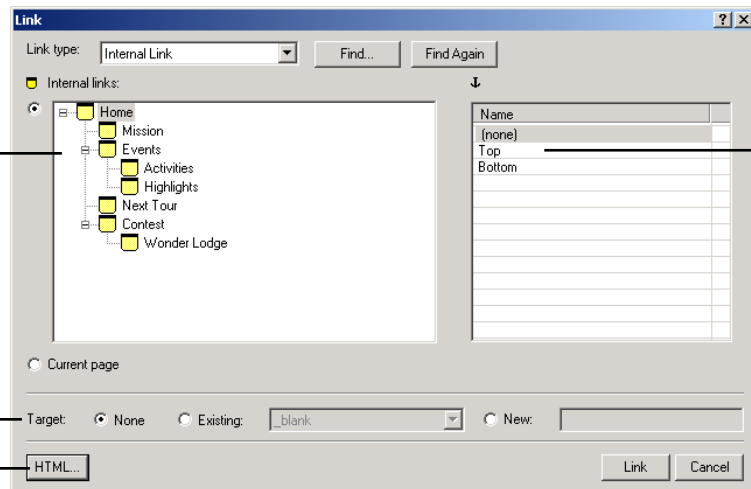 Link
Link type: Internal Link Find... Find Again
Internal links:
Home
Mission
Events
Activities
Highlights
Next Tour
Contest
Wonder Lodge
Name
(none)
Top
Bottom
Current page
Target: None Existing: _blank New:
HTML... Link Cancel